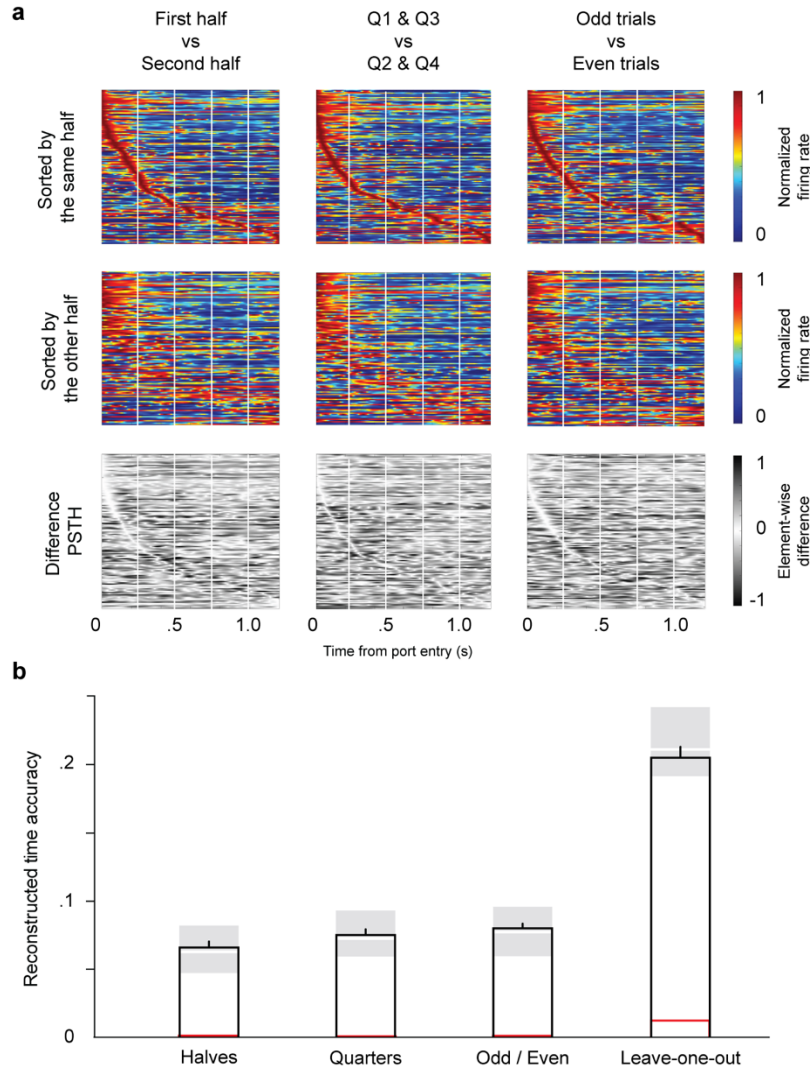 a
First half
vs
Second half
Q1 & Q3
vs
Q2 & Q4
Odd trials
vs
Even trials
Sorted by
the same half
1
0
Normalized
firing rate
Sorted by
the other half
1
0
Normalized
firing rate
Difference
PSTH
1
0
-1
Element-wise
difference
0 .5 1.0 0 .5 1.0 0 .5 1.0
Time from port entry (s)
b
Reconstructed time accuracy
.2
.1
0
Halves Quarters Odd / Even Leave-one-out